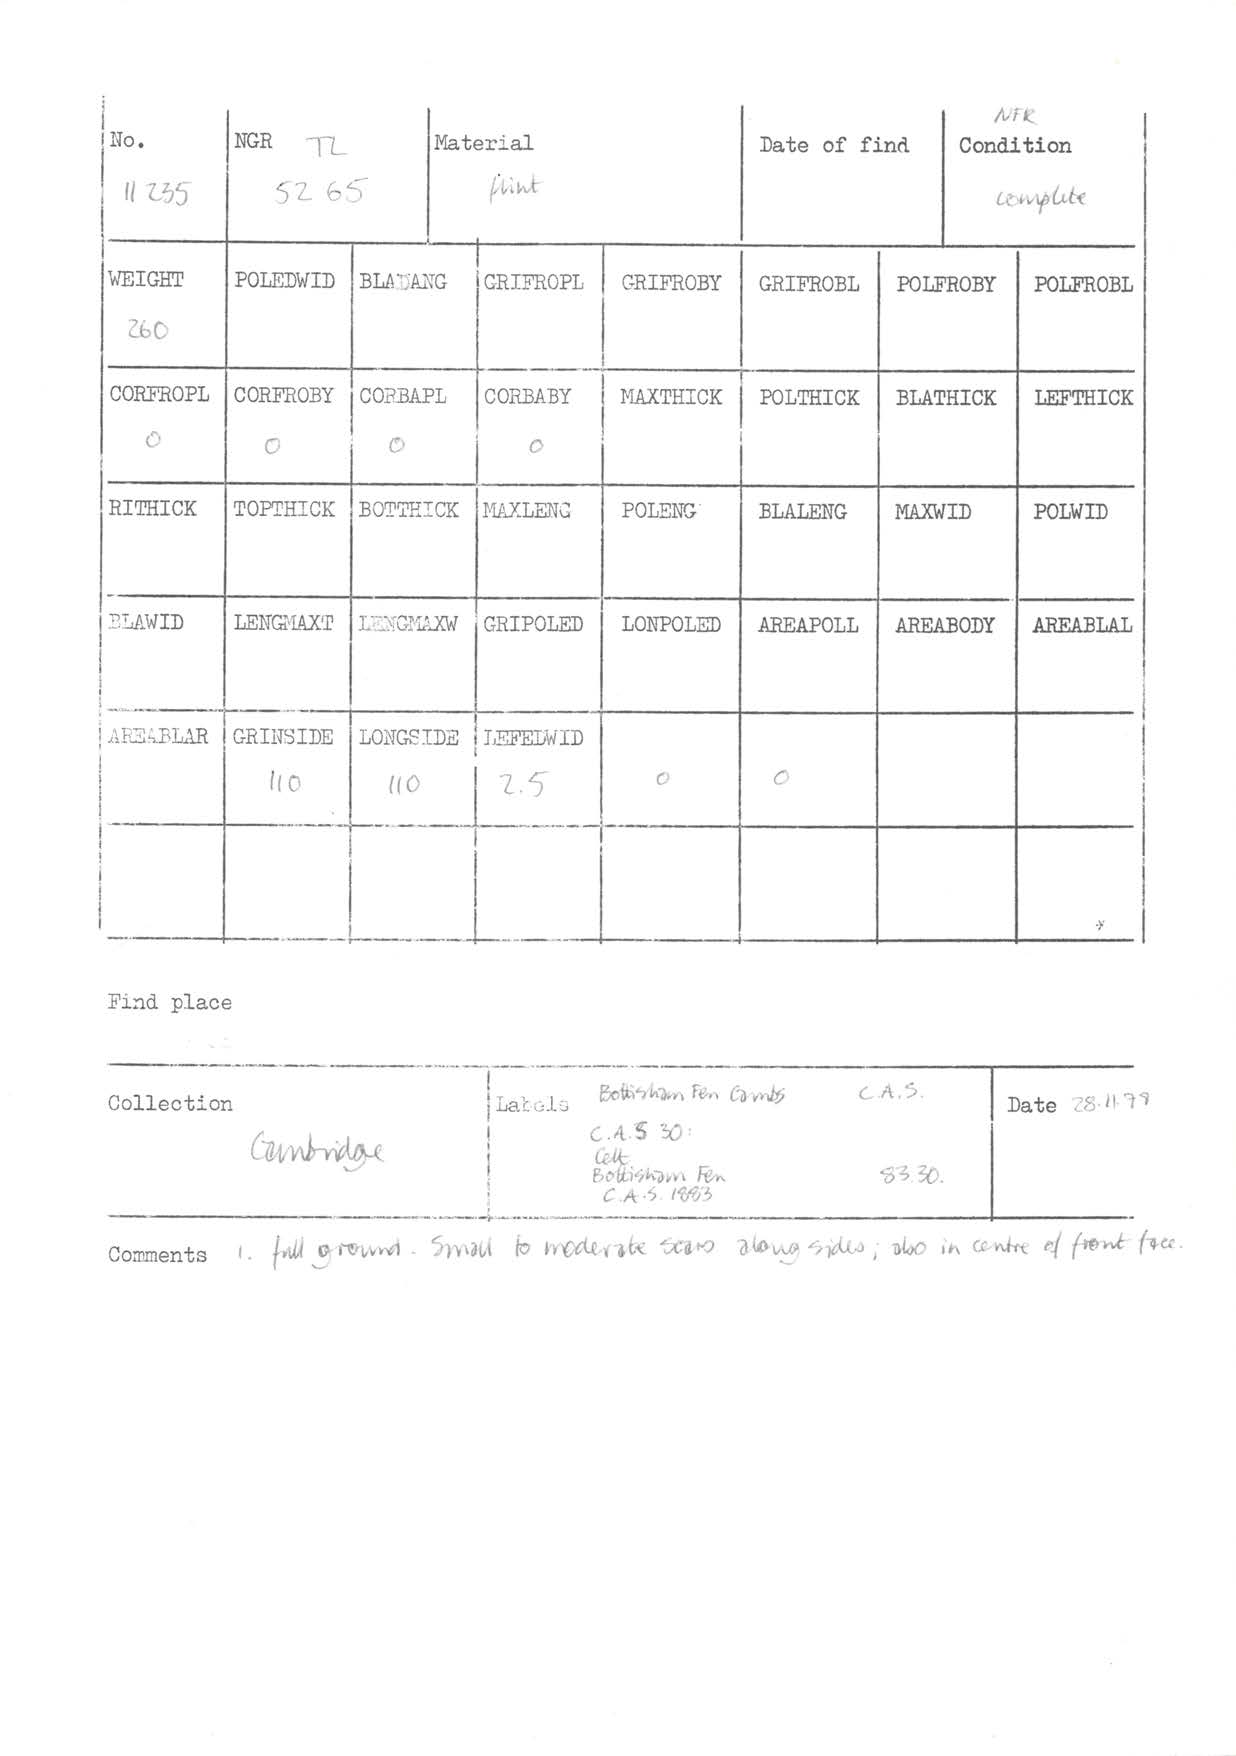 NFR
No. NGR TL Material Date of find Condition
11 235 52 65 flint complete
WEIGHT POLEDWID BLADANG GRIFROPL GRIFROBY GRIFROBL POLFROBY POLFROBL
260
CORFROPL CORFROBY CORBAPL CORBABY MAXTHICK POLTHICK BLATHICK LEFTHICK
0 0 0 0
RITHICK TOPTHICK BOTTHICK MAXLENG POLENG BLALENG MAXWID POLWID
BLAWID LENGMAXT LENGMAXW GRIPOLED LONPOLED AREAPOLL AREABODY AREABLAL
AREABLAR GRINSIDE LONGSIDE LEFEDWID
110 110 2.5 0 0
Find place
Collection Labels Bottisham Fen Cambs C.A.S. Date 28.11.79
Cambridge C.A.S 30:
Celt
Bottisham Fen 83.30.
C.A.S. 1883
Comments 1. full ground. Small to moderate scars along sides; also in centre of front face.